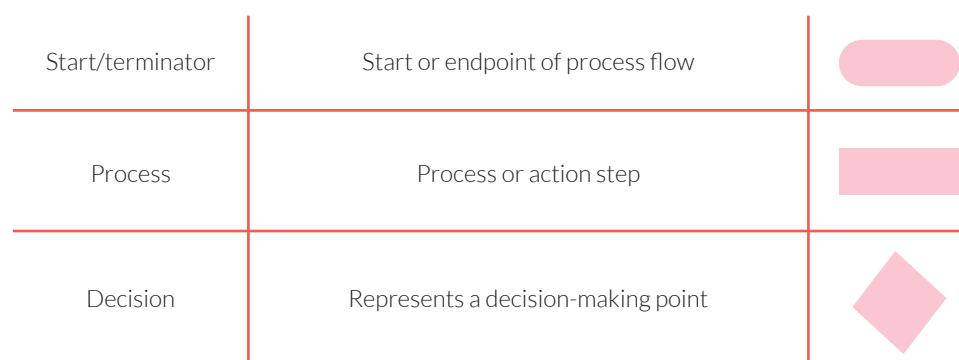 Start/terminator
Start or endpoint of process flow
Process
Process or action step
Decision
Represents a decision-making point